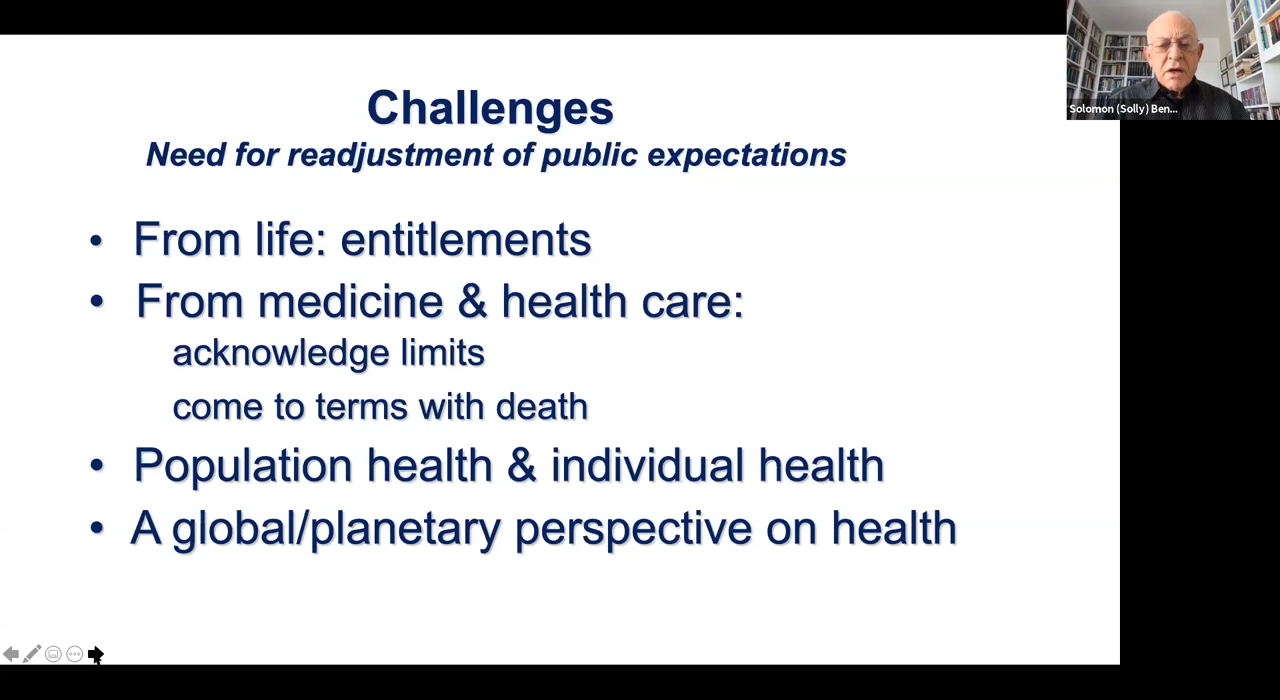 Challenges
Need for readjustment of public expectations
• From life: entitlements
• From medicine & health care:
acknowledge limits
come to terms with death
• Population health & individual health
• A global/planetary perspective on health
Solomon (Solly) Ben...